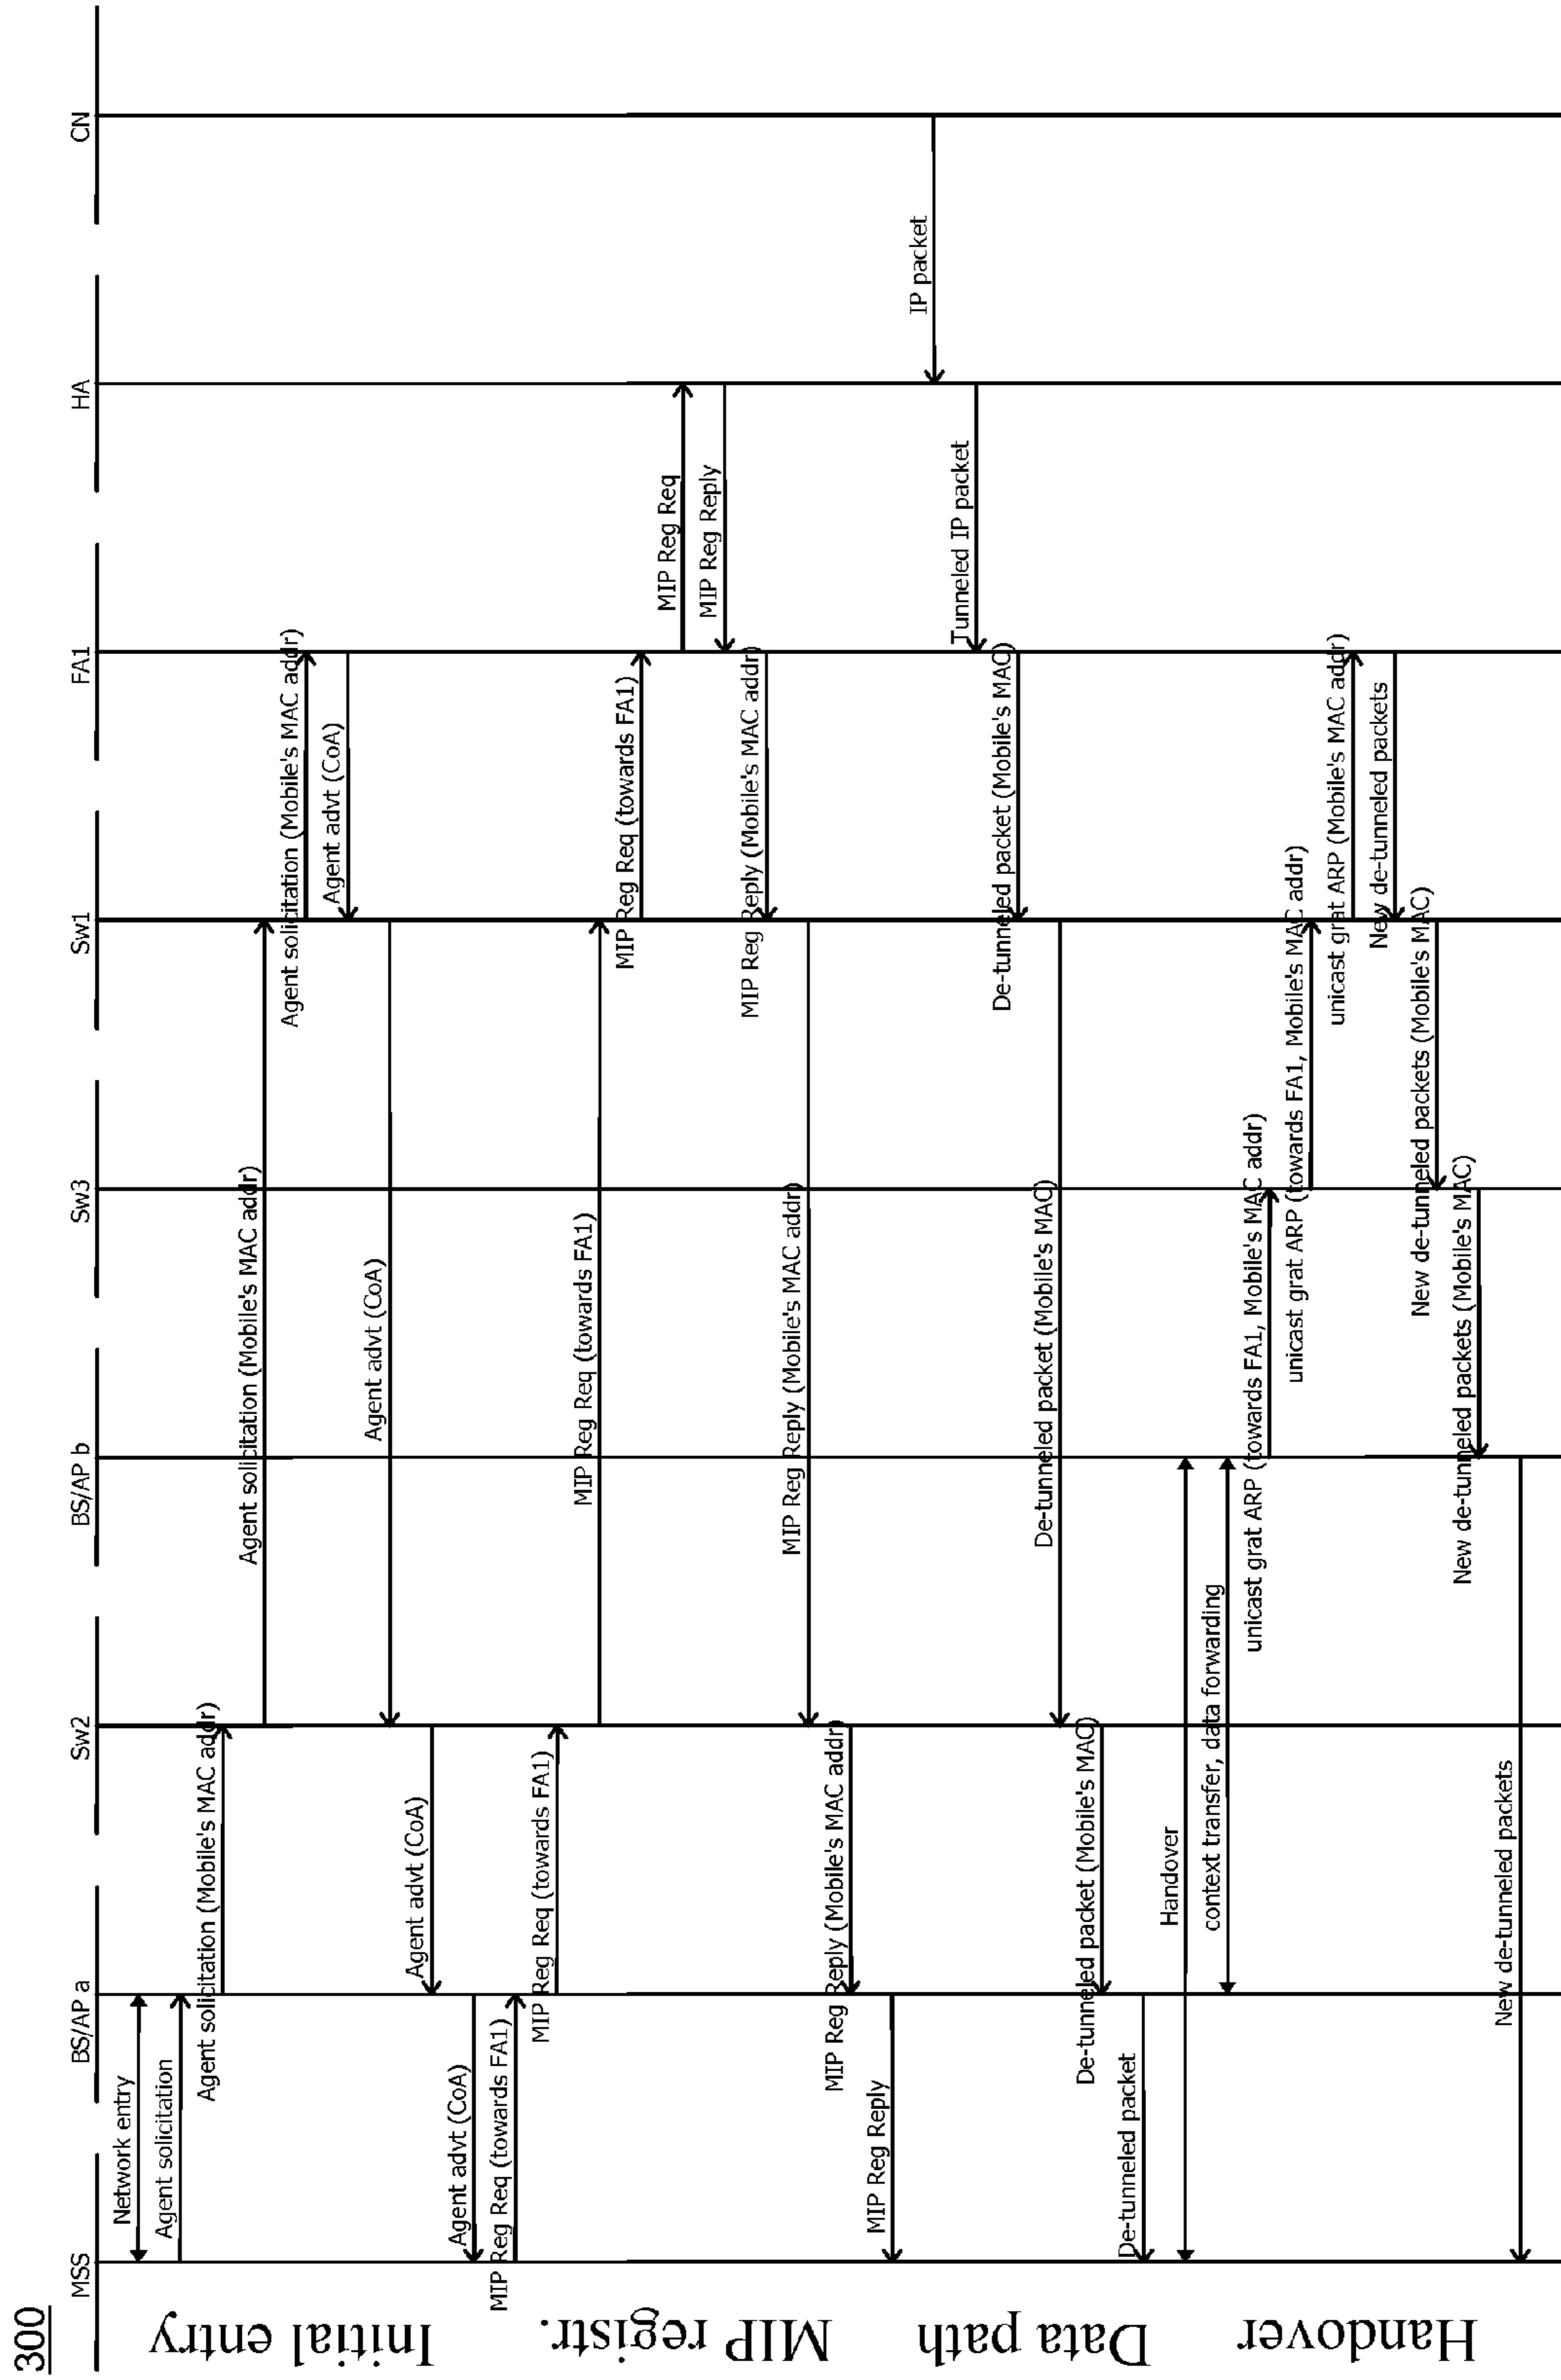 300
MSS
BS/AP a
Sw2
BS/AP b
Sw3
Sw1
FA1
HA
CN
Initial entry
Network entry
Agent solicitation
Agent solicitation (Mobile's MAC addr)
Agent solicitation (Mobile's MAC addr)
Agent solicitation (Mobile's MAC addr)
Agent advt (CoA)
Agent advt (CoA)
Agent advt (CoA)
Agent advt (CoA)
MIP registr.
MIP Reg Req (towards FA1)
MIP Reg Req (towards FA1)
MIP Reg Req (towards FA1)
MIP Reg Req (towards FA1)
MIP Reg Req
MIP Reg Reply
MIP Reg Reply (Mobile's MAC addr)
MIP Reg Reply (Mobile's MAC addr)
MIP Reg Reply (Mobile's MAC addr)
MIP Reg Reply
Data path
IP packet
Tunneled IP packet
De-tunneled packet (Mobile's MAC)
De-tunneled packet (Mobile's MAC)
De-tunneled packet (Mobile's MAC)
De-tunneled packet
Handover
Handover
context transfer, data forwarding
unicast grat ARP (towards FA1, Mobile's MAC addr)
unicast grat ARP (towards FA1, Mobile's MAC addr)
unicast grat ARP (Mobile's MAC addr)
New de-tunneled packets
New de-tunneled packets (Mobile's MAC)
New de-tunneled packets (Mobile's MAC)
New de-tunneled packets